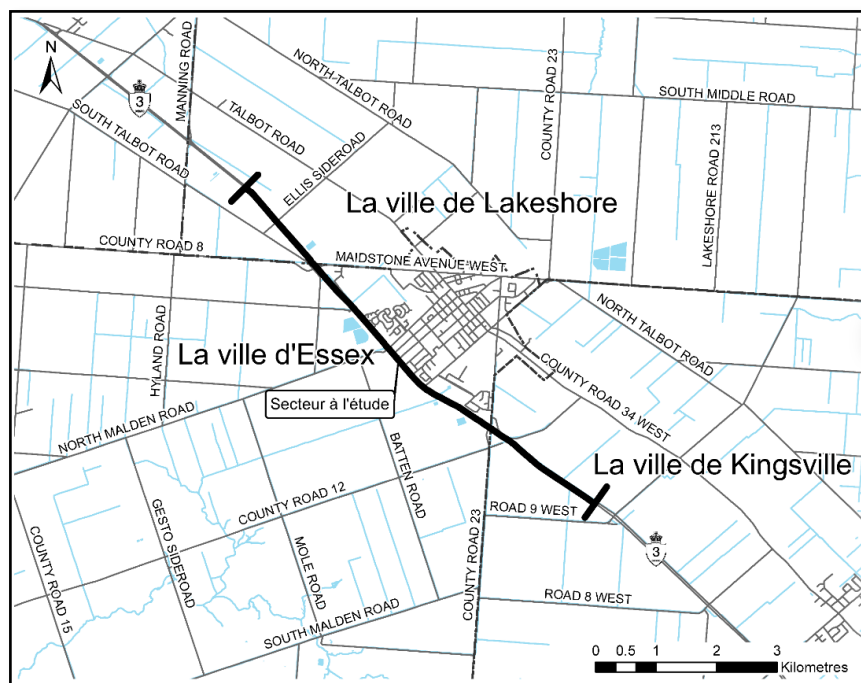 N
3
MANNING ROAD
NORTH TALBOT ROAD
COUNTY ROAD 23
SOUTH MIDDLE ROAD
SOUTH TALBOT ROAD
TALBOT ROAD
ELLIS SIDEROAD
LAKESHORE ROAD 213
La ville de Lakeshore
COUNTY ROAD 8
MAIDSTONE AVENUE WEST
HYLAND ROAD
La ville d'Essex
NORTH TALBOT ROAD
Secteur à l'étude
COUNTY ROAD 34 WEST
NORTH MALDEN ROAD
BATTEN ROAD
La ville de Kingsville
COUNTY ROAD 12
ROAD 9 WEST
GESTO SIDEROAD
COUNTY ROAD 23
COUNTY ROAD 15
MOLE ROAD
3
ROAD 8 WEST
SOUTH MALDEN ROAD
0 0.5 1 2 3
Kilometres